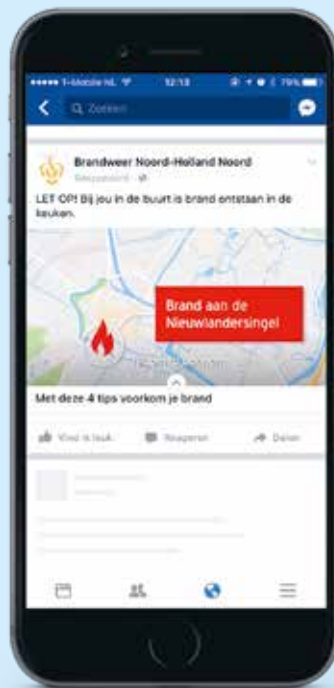 T-Mobile NL 12:13 79%
Zoeken
Brandweer Noord-Holland Noord
Gesponsord
LET OP! Bij jou in de buurt is brand ontstaan in de
keuken.
Brand aan de
Nieuwlandersingel
Met deze 4 tips voorkom je brand
Vind ik leuk Reageren Delen